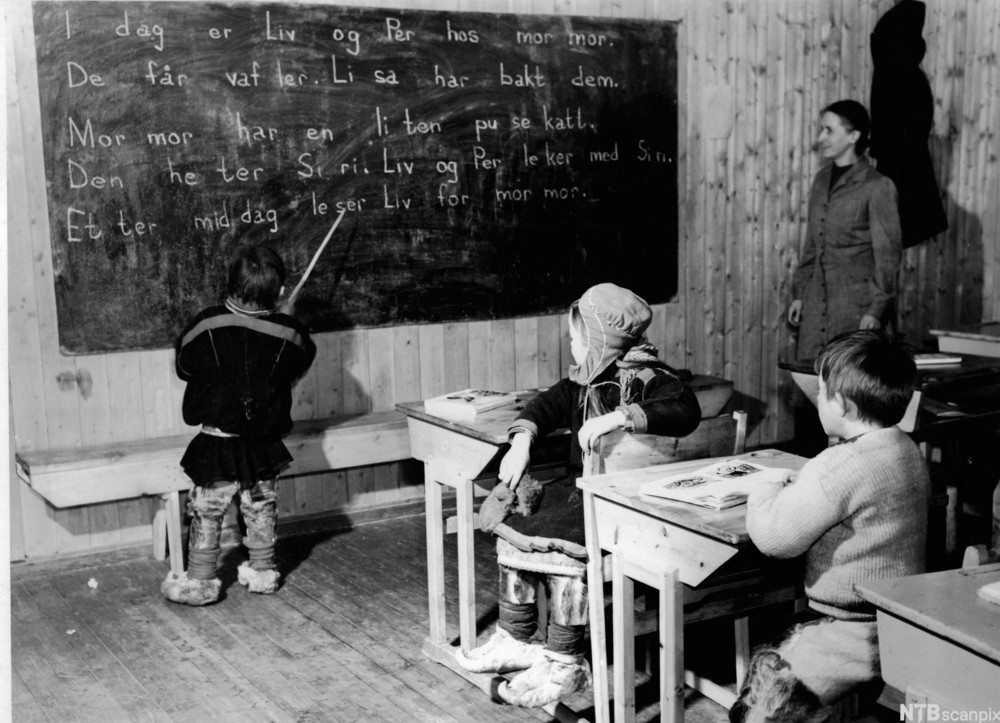 I dag er Liv og Per hos mor mor.
De får vaf ler. Li sa har bakt dem.
Mor mor har en li ten pu se katt.
Den he ter Si ri. Liv og Per le ker med Si ri.
Et ter mid dag le ser Liv for mor mor.
NTB scanpix